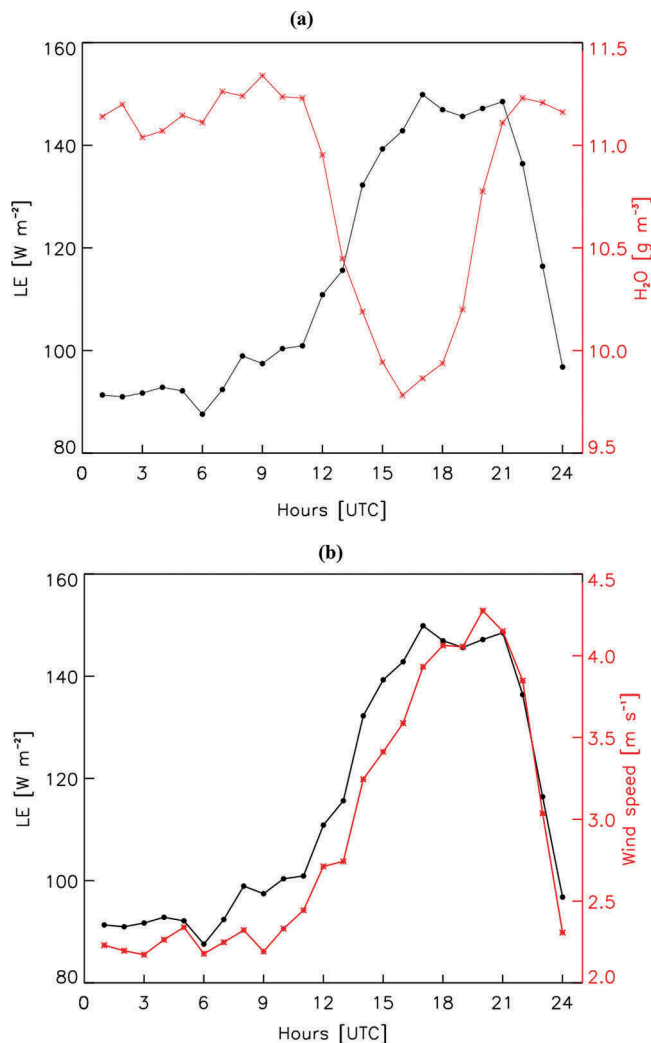 (a)
160
140
120
100
80
LE [W m⁻²]
11.5
11.0
10.5
10.0
9.5
H₂O [g m⁻³]
0 3 6 9 12 15 18 21 24
Hours [UTC]
(b)
160
140
120
100
80
LE [W m⁻²]
4.5
4.0
3.5
3.0
2.5
2.0
Wind speed [m s⁻¹]
0 3 6 9 12 15 18 21 24
Hours [UTC]